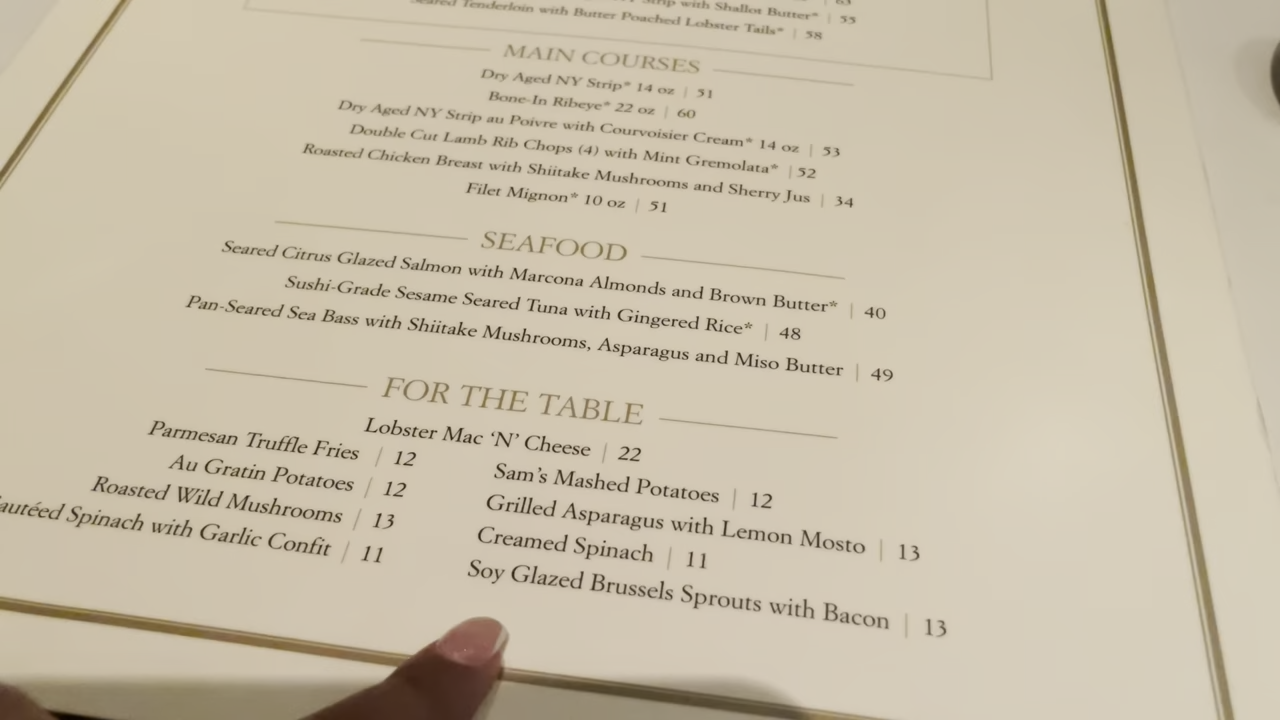 Strip with Shallot Butter* | 55
Seared Tenderloin with Butter Poached Lobster Tails* | 58
MAIN COURSES
Dry Aged NY Strip* 14 oz | 51
Bone-In Ribeye* 22 oz | 60
Dry Aged NY Strip au Poivre with Courvoisier Cream* 14 oz | 53
Double Cut Lamb Rib Chops (4) with Mint Gremolata* | 52
Roasted Chicken Breast with Shiitake Mushrooms and Sherry Jus | 34
Filet Mignon* 10 oz | 51
SEAFOOD
Seared Citrus Glazed Salmon with Marcona Almonds and Brown Butter* | 40
Sushi-Grade Sesame Seared Tuna with Gingered Rice* | 48
Pan-Seared Sea Bass with Shiitake Mushrooms, Asparagus and Miso Butter | 49
FOR THE TABLE
Lobster Mac ‘N’ Cheese | 22
Parmesan Truffle Fries | 12
Au Gratin Potatoes | 12
Roasted Wild Mushrooms | 13
autéed Spinach with Garlic Confit | 11
Sam’s Mashed Potatoes | 12
Grilled Asparagus with Lemon Mosto | 13
Creamed Spinach | 11
Soy Glazed Brussels Sprouts with Bacon | 13